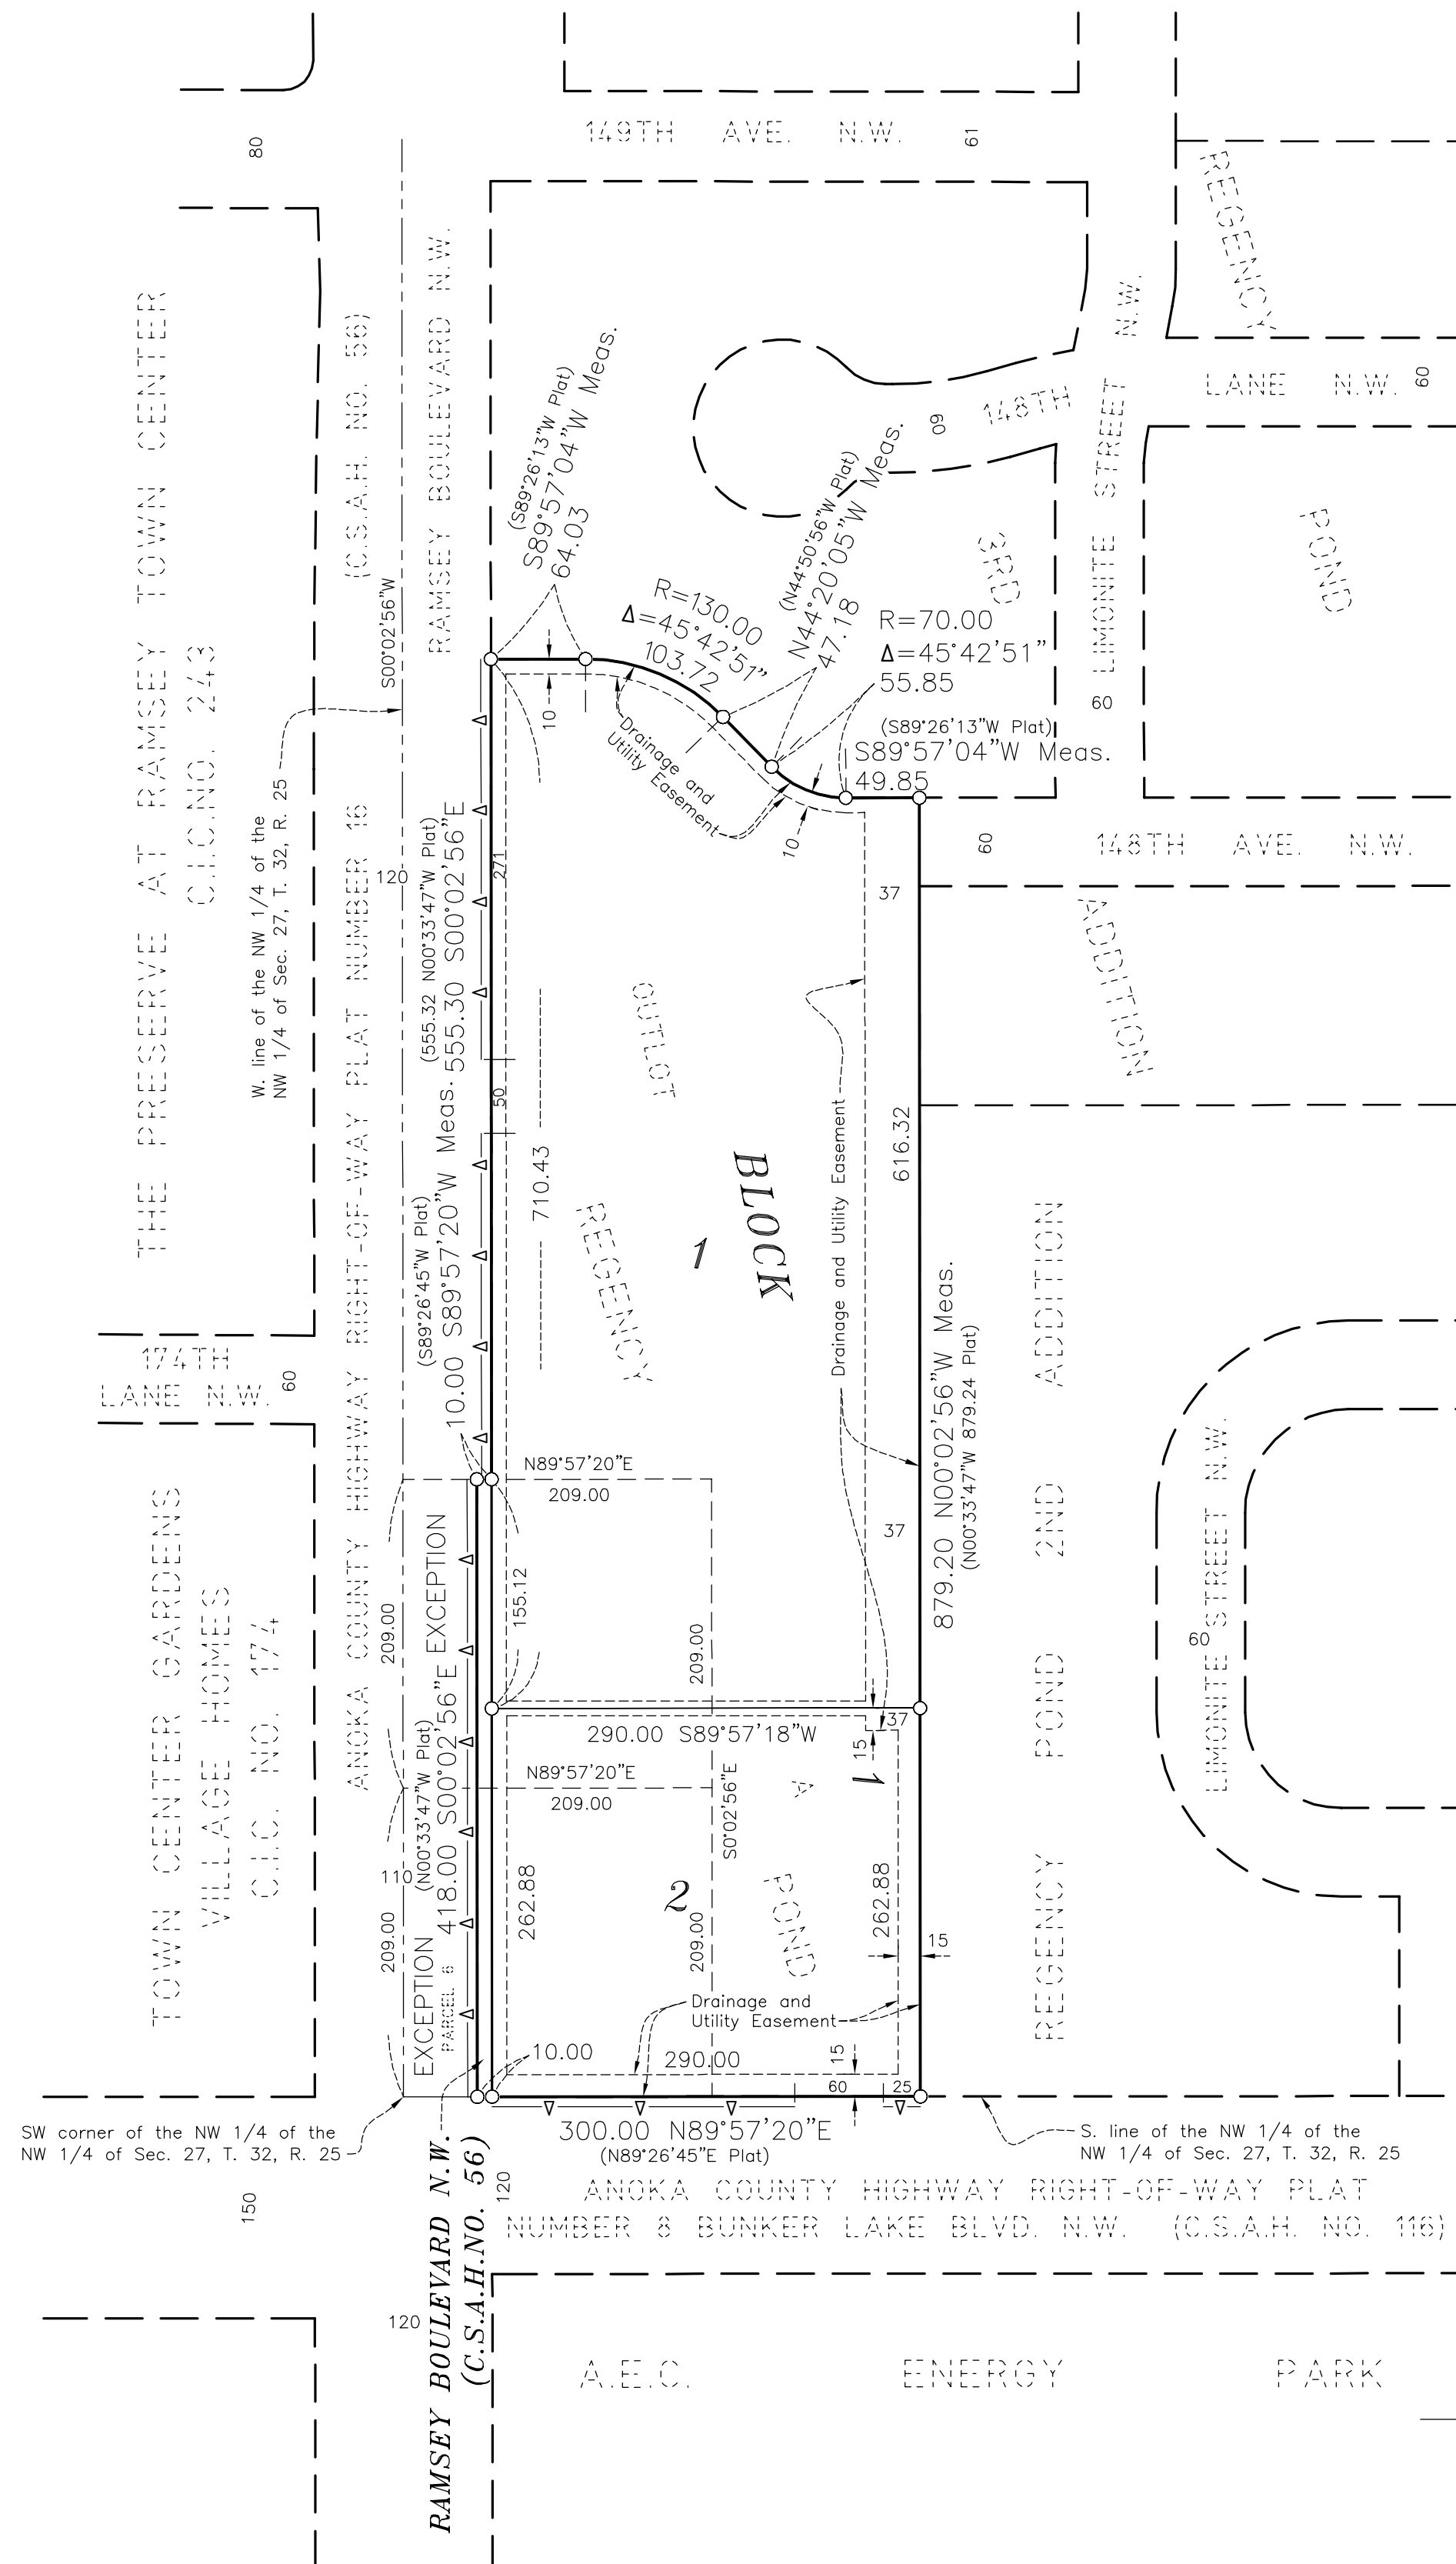 149TH AVE. N.W.
61
80
REGENCY
RAMSEY BOULEVARD N.W.
(C.S.A.H. NO. 56)
THE PRESERVE AT RAMSEY TOWN CENTER
C.I.C.NO. 243
148TH
60
LANE N.W.
60
LIMONITE STREET N.W.
60
3RD
POND
(S89°26'13"W Plat)
S89°57'04"W Meas.
64.03
R=130.00
Δ=45°42'51"
103.72
(N44°50'56"W Plat)
N44°20'05"W Meas.
47.18
R=70.00
Δ=45°42'51"
55.85
(S89°26'13"W Plat)
S89°57'04"W Meas.
49.85
S00°02'56"W
10
Drainage and
Utility Easement
10
60
148TH AVE. N.W.
W. line of the NW 1/4 of the
NW 1/4 of Sec. 27, T. 32, R. 25
120
ANOKA COUNTY HIGHWAY RIGHT-OF-WAY PLAT NUMBER 16
(555.32 N00°33'47"W Plat)
555.30 S00°02'56"E
271
37
ADDITION
OUTLOT
50
710.43
616.32
Drainage and Utility Easement
BLOCK
1
REGENCY
(S89°26'45"W Plat)
10.00 S89°57'20"W Meas.
879.20 N00°02'56"W Meas.
(N00°33'47"W 879.24 Plat)
REGENCY POND 2ND ADDITION
174TH
LANE N.W.
60
N89°57'20"E
209.00
37
EXCEPTION
209.00
155.12
209.00
LIMONITE STREET N.W.
60
TOWN CENTER GARDENS
VILLAGE HOMES
C.I.C. NO. 174
(N00°33'47"W Plat)
418.00 S00°02'56"E
37
290.00 S89°57'18"W
15
1
N89°57'20"E
209.00
S0°02'56"E
A
110
262.88
2
262.88
POND
209.00
209.00
15
EXCEPTION
PARCEL 6
Drainage and
Utility Easement
10.00
290.00
15
60
25
SW corner of the NW 1/4 of the
NW 1/4 of Sec. 27, T. 32, R. 25
300.00 N89°57'20"E
(N89°26'45"E Plat)
S. line of the NW 1/4 of the
NW 1/4 of Sec. 27, T. 32, R. 25
150
120
ANOKA COUNTY HIGHWAY RIGHT-OF-WAY PLAT
NUMBER 8 BUNKER LAKE BLVD. N.W. (C.S.A.H. NO. 116)
RAMSEY BOULEVARD N.W.
(C.S.A.H.NO. 56)
120
A.E.C. ENERGY PARK